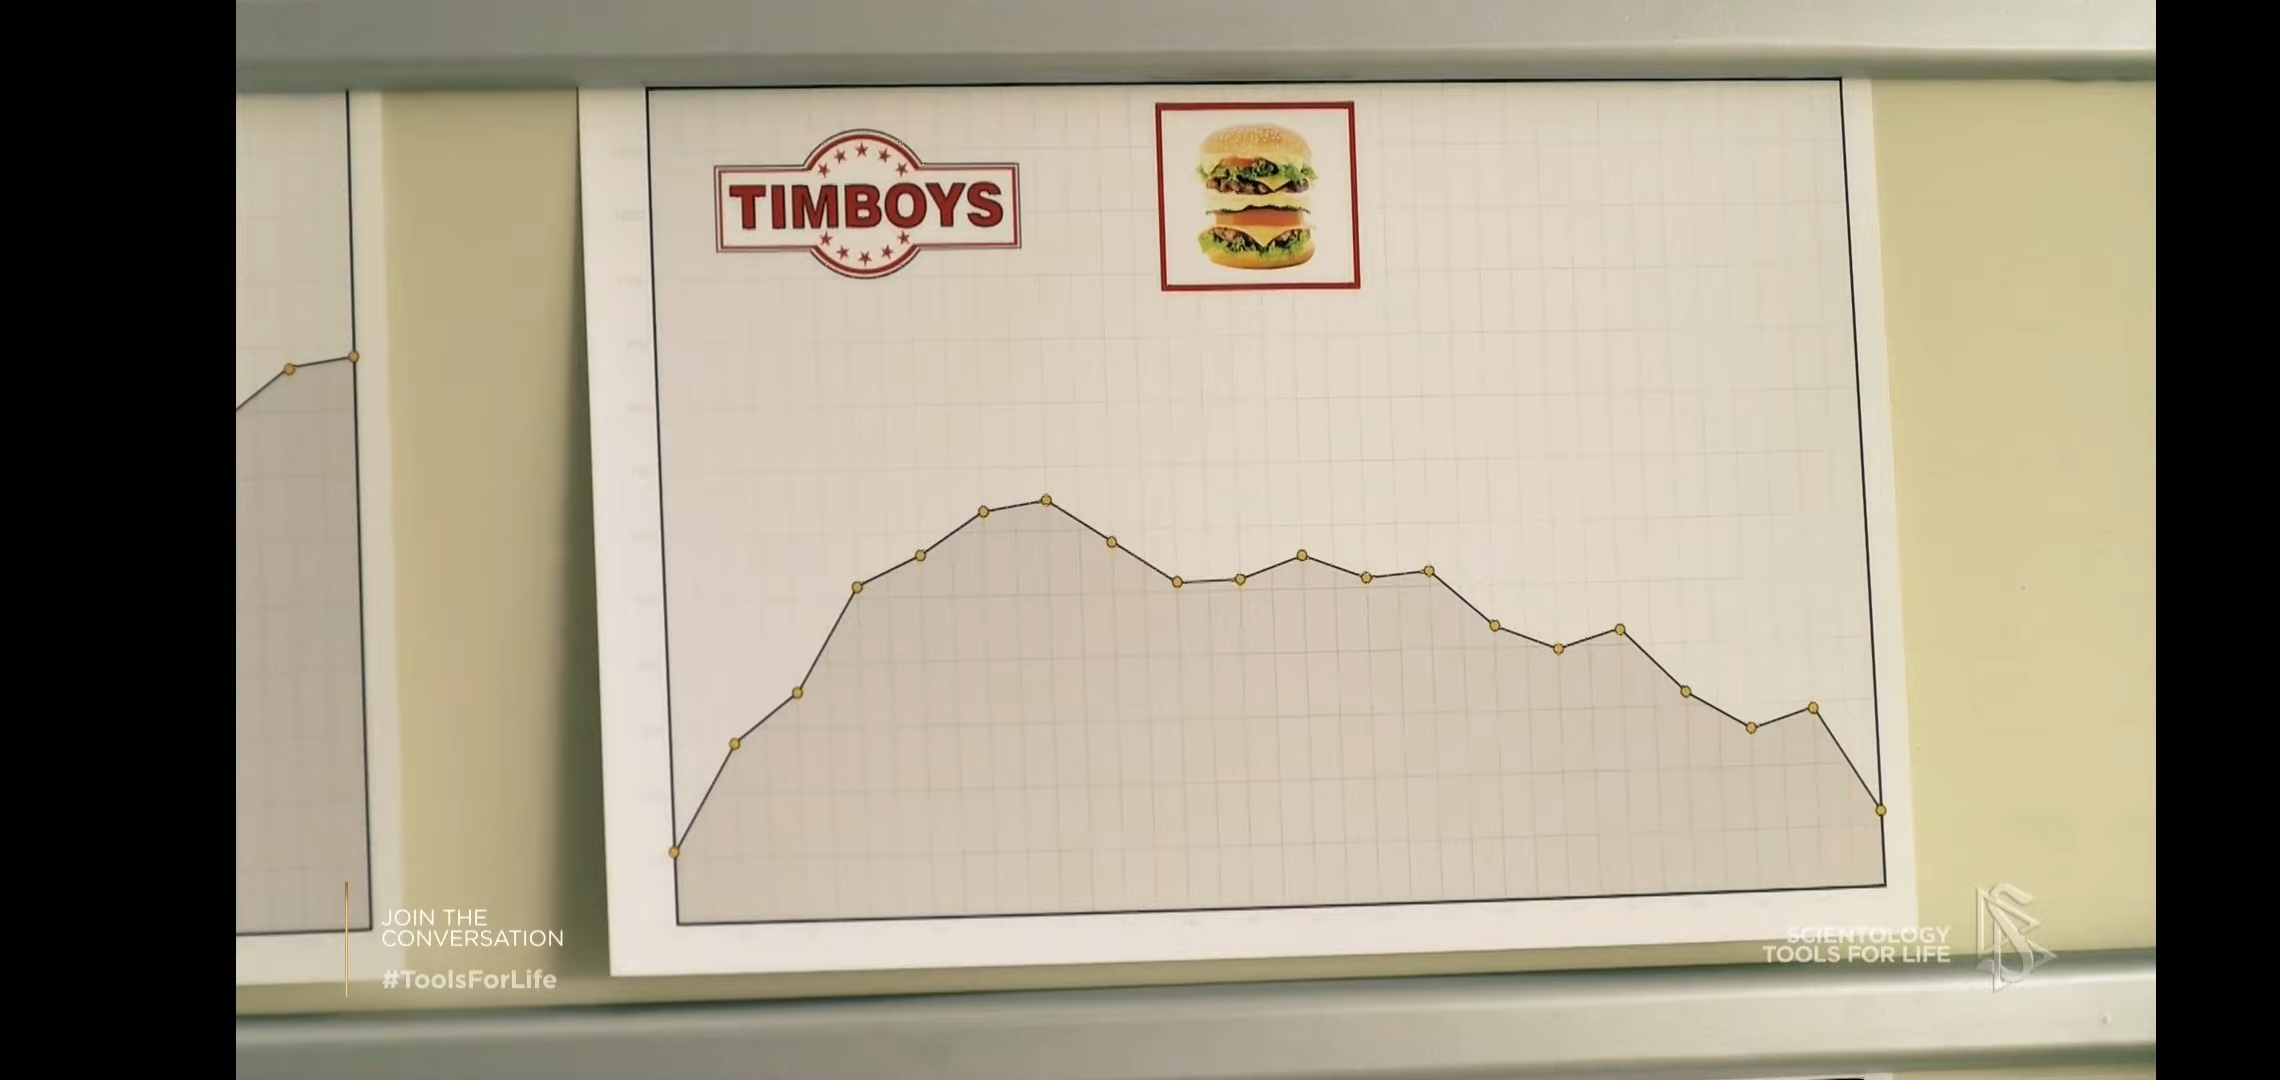 TIMBOYS
JOIN THE
CONVERSATION
#ToolsForLife
SCIENTOLOGY
TOOLS FOR LIFE